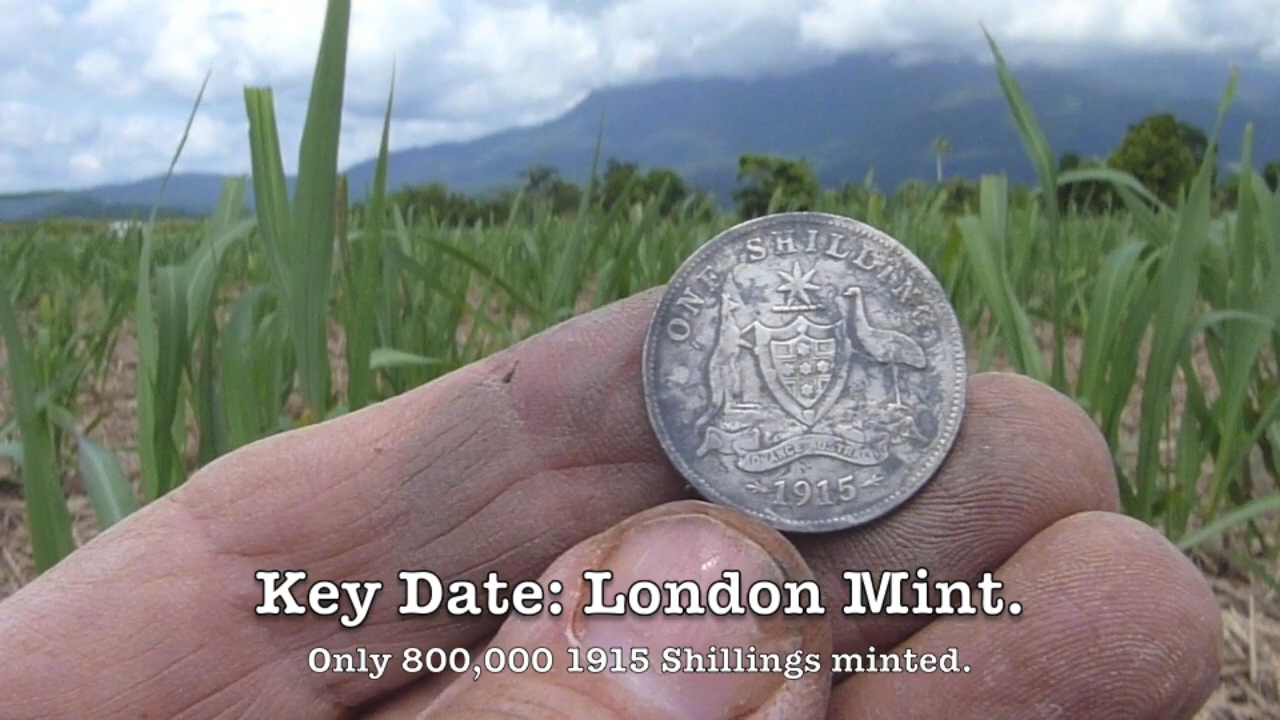 ONE SHILLING
ADVANCE AUSTRALIA
1915
Key Date: London Mint.
Only 800,000 1915 Shillings minted.